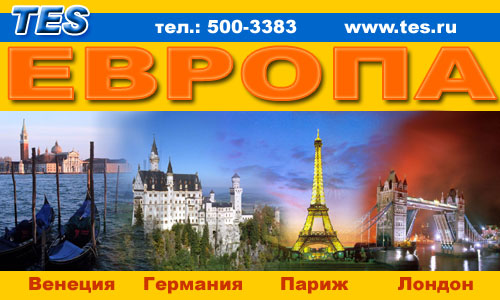 TES тел.: 500-3383 www.tes.ru
ЕВРОПА
Венеция Германия Париж Лондон